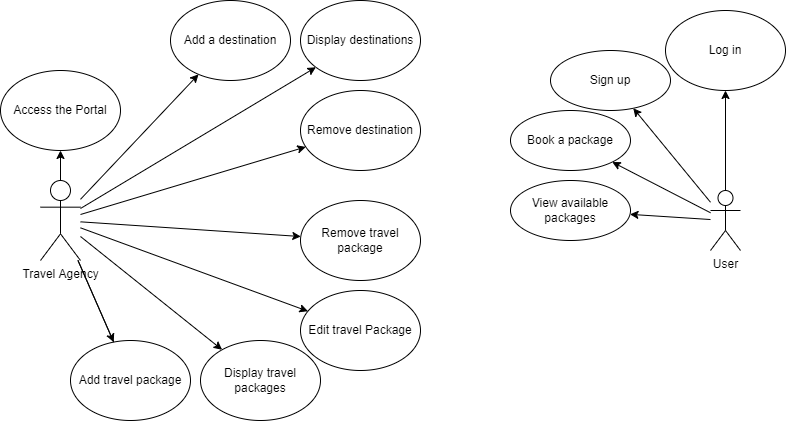 Add a destination
Display destinations
Log in
Sign up
Access the Portal
Remove destination
Book a package
View available
packages
Remove travel
package
User
Travel Agency
Edit travel Package
Add travel package
Display travel
packages